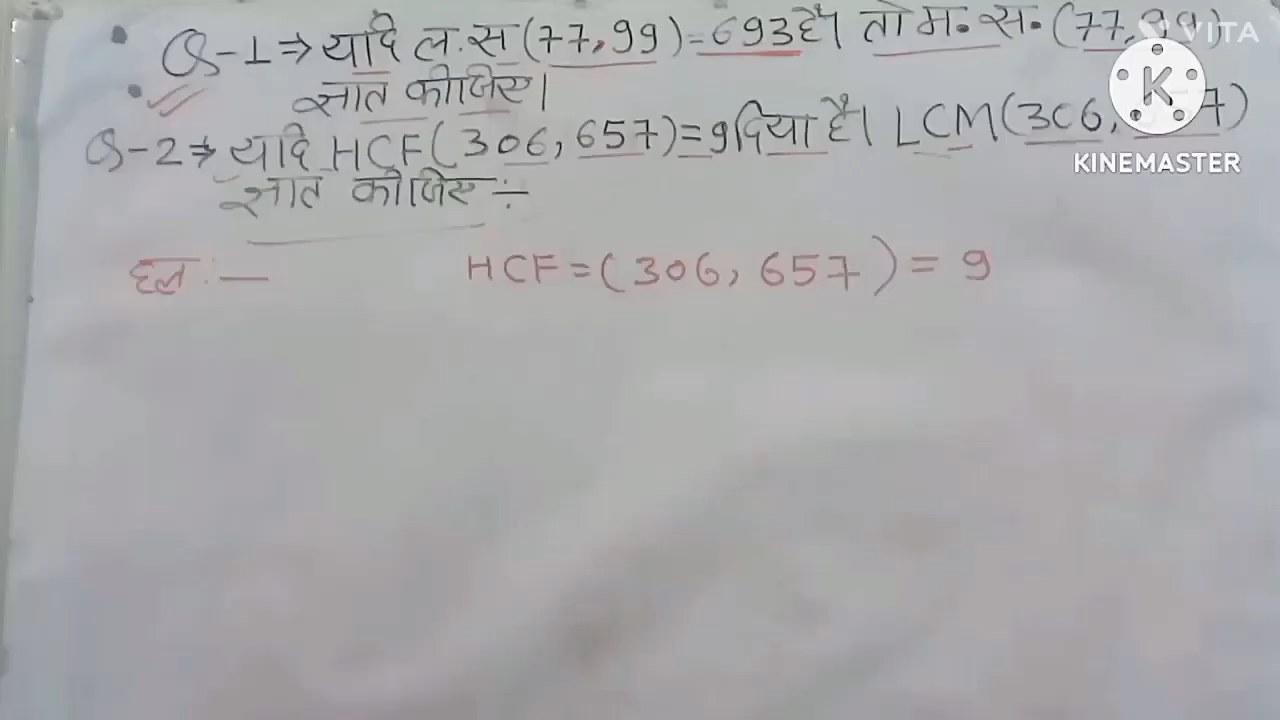 Q-1⇒ यदि ल.स (77,99)=693 है। तो म. स. (77,99)
ज्ञात कीजिए।
Q-2⇒ यदि HCF(306,657)=9 दिया है। LCM(306, 7)
ज्ञात कीजिए ÷
हल :—
HCF=(306,657)=9
VITA
K
KINEMASTER